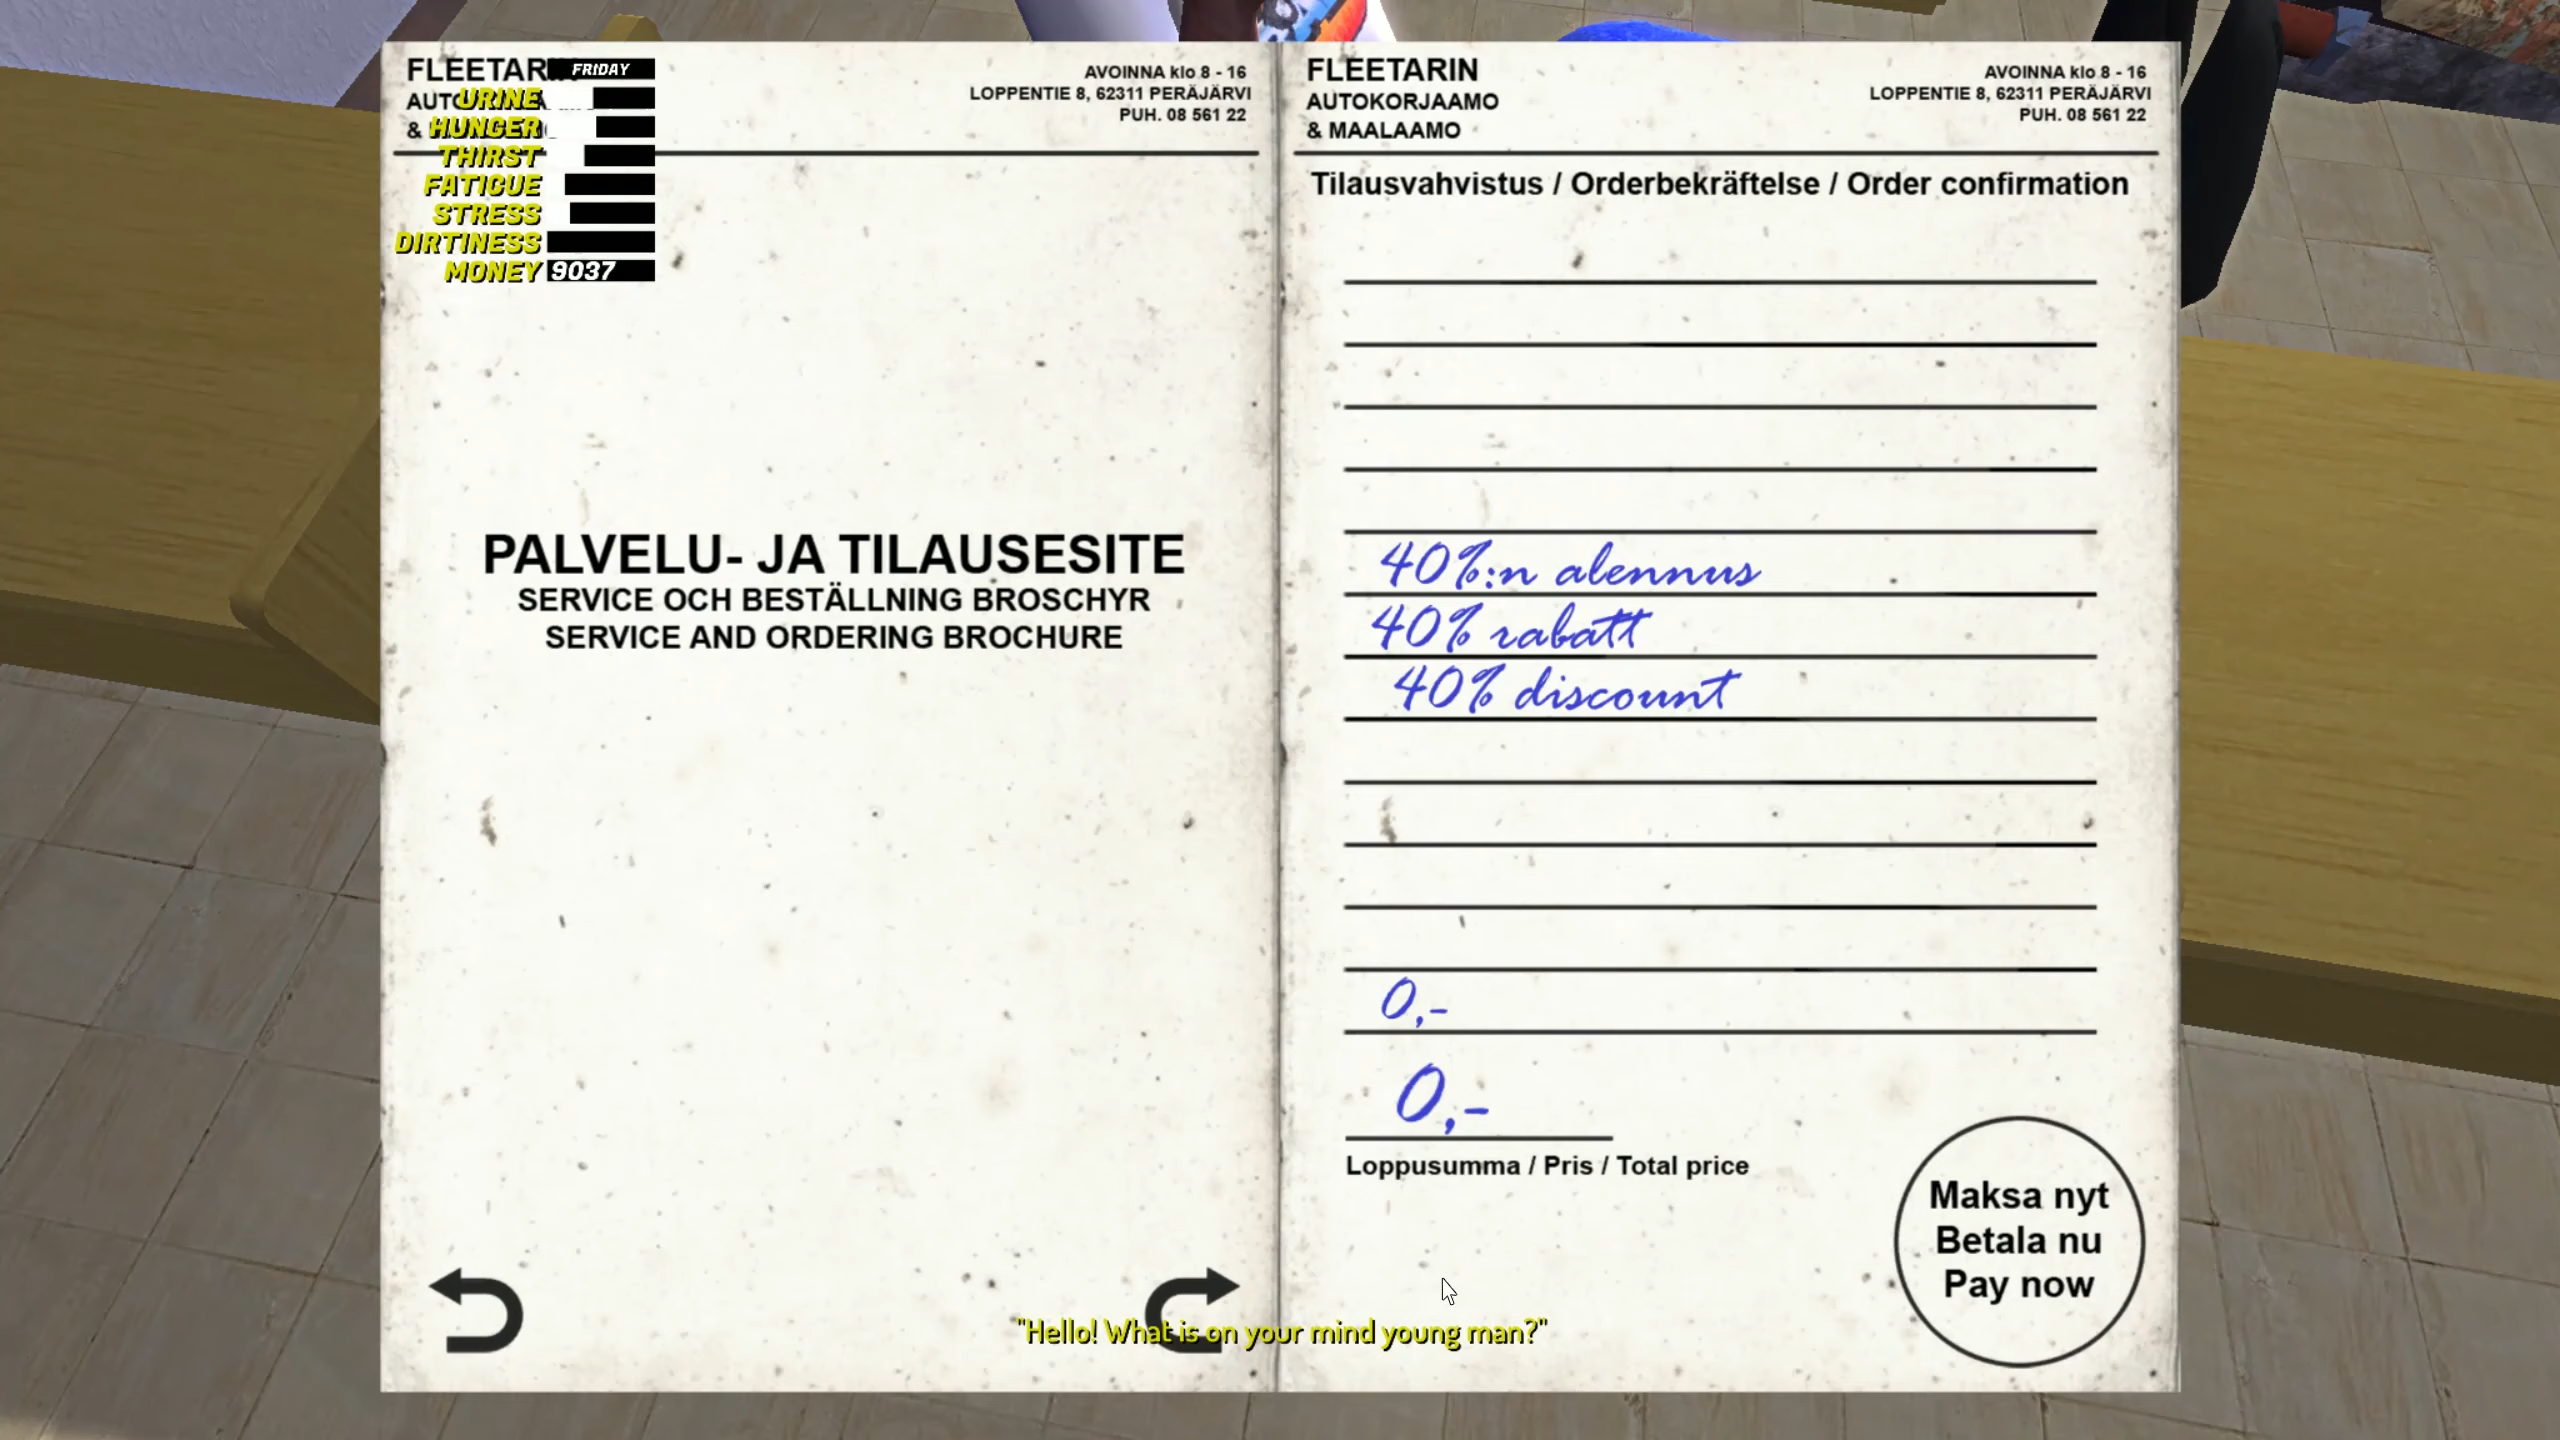 FLEETARIN
FRIDAY
URINE
HUNGER
THIRST
FATIGUE
STRESS
DIRTINESS
MONEY 9037
&
AVOINNA klo 8 - 16
LOPPENTIE 8, 62311 PERÄJÄRVI
PUH. 08 561 22
PALVELU- JA TILAUSESITE
SERVICE OCH BESTÄLLNING BROSCHYR
SERVICE AND ORDERING BROCHURE
FLEETARIN
AUTOKORJAAMO
& MAALAAMO
AVOINNA klo 8 - 16
LOPPENTIE 8, 62311 PERÄJÄRVI
PUH. 08 561 22
Tilausvahvistus / Orderbekräftelse / Order confirmation
40%:n alennus
40% rabatt
40% discount
0,-
0,-
Loppusumma / Pris / Total price
Maksa nyt
Betala nu
Pay now
"Hello! What is on your mind young man?"